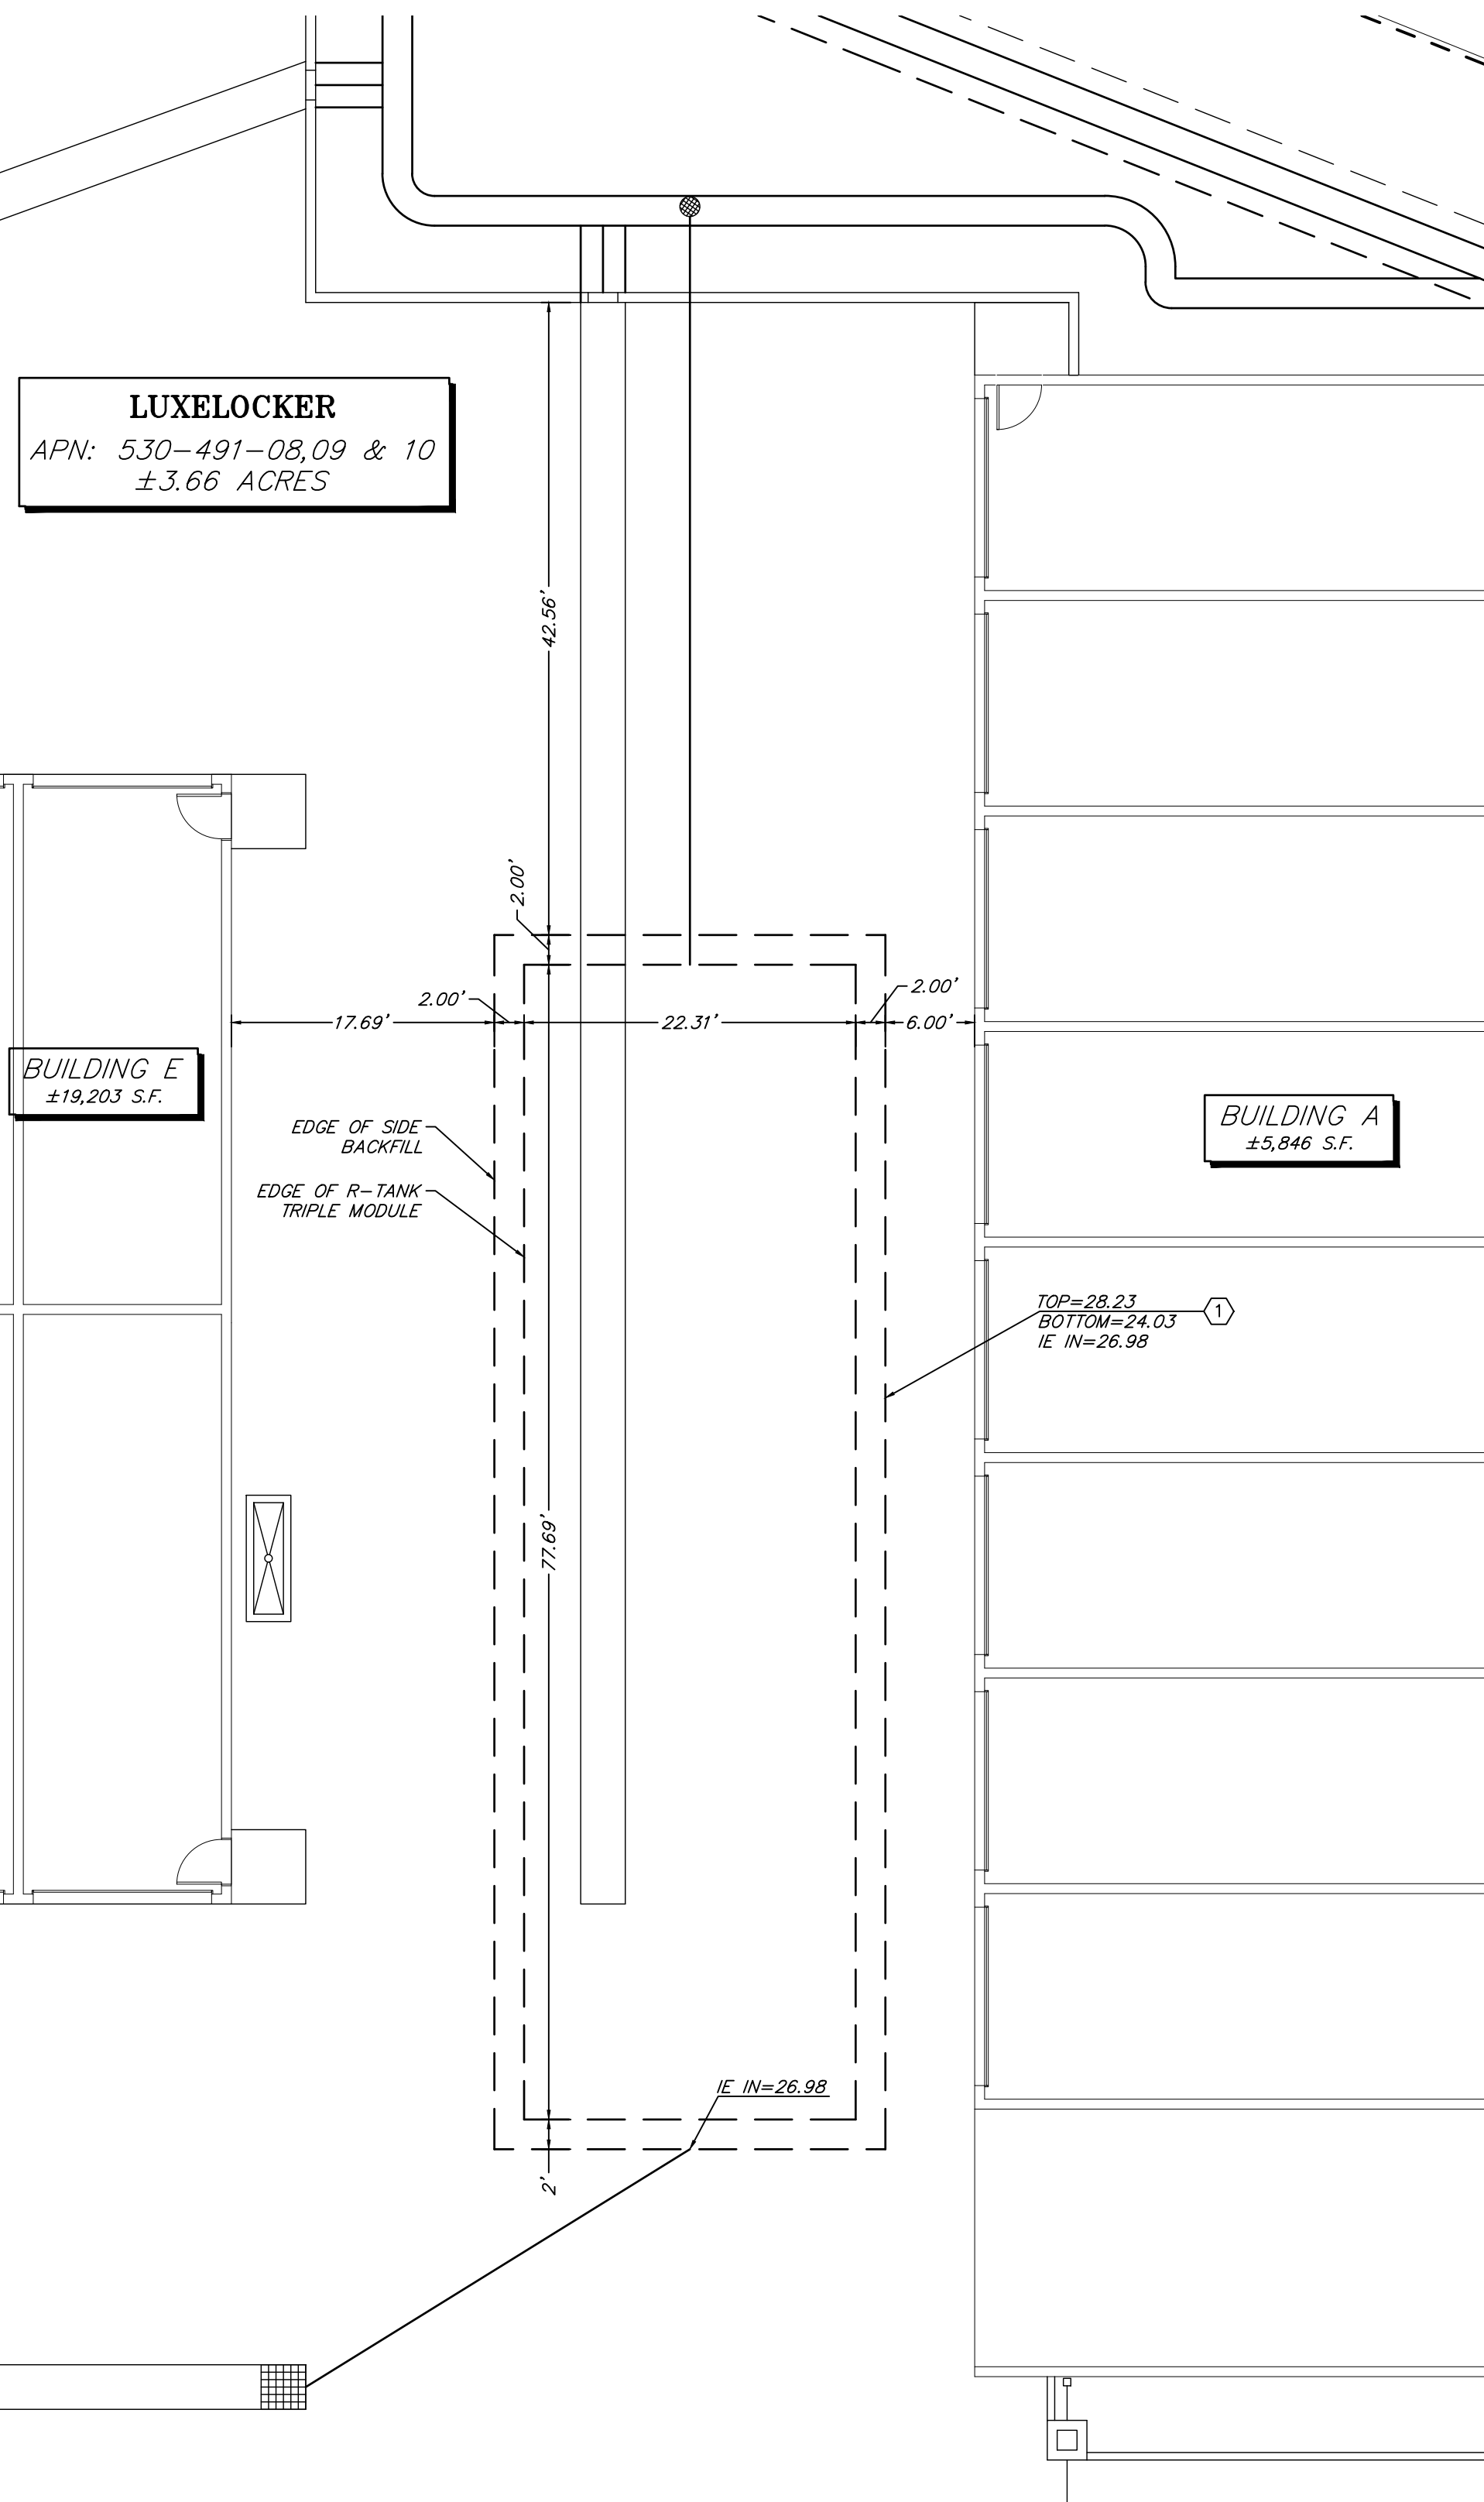 LUXELOCKER
APN: 530-491-08,09 & 10
±3.66 ACRES
42.56'
2.00'
2.00'
17.69'
22.31'
2.00'
6.00'
BUILDING E
±19,203 S.F.
BUILDING A
±5,846 S.F.
EDGE OF SIDE
BACKFILL
EDGE OF R-TANK
TRIPLE MODULE
TOP=28.23
BOTTOM=24.03
IE IN=26.98
1
77.69'
IE IN=26.98
2'